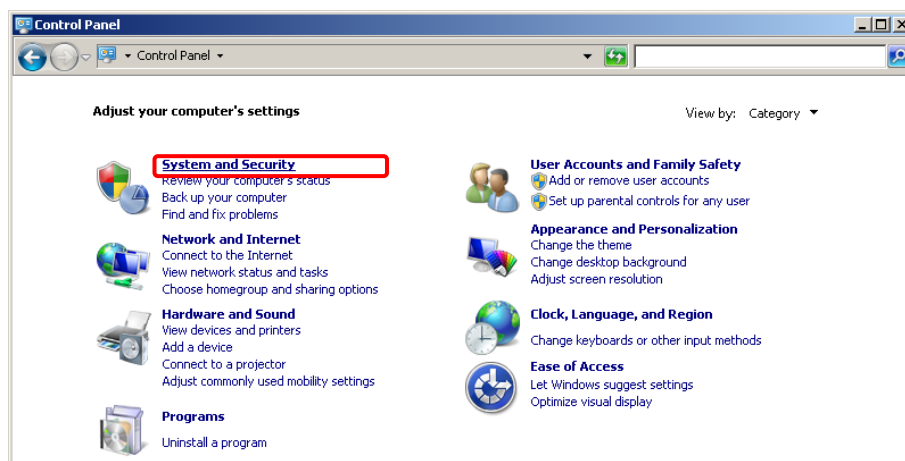 Control Panel
Control Panel
Adjust your computer's settings
View by: Category
System and Security
Review your computer's status
Back up your computer
Find and fix problems
Network and Internet
Connect to the Internet
View network status and tasks
Choose homegroup and sharing options
Hardware and Sound
View devices and printers
Add a device
Connect to a projector
Adjust commonly used mobility settings
Programs
Uninstall a program
User Accounts and Family Safety
Add or remove user accounts
Set up parental controls for any user
Appearance and Personalization
Change the theme
Change desktop background
Adjust screen resolution
Clock, Language, and Region
Change keyboards or other input methods
Ease of Access
Let Windows suggest settings
Optimize visual display